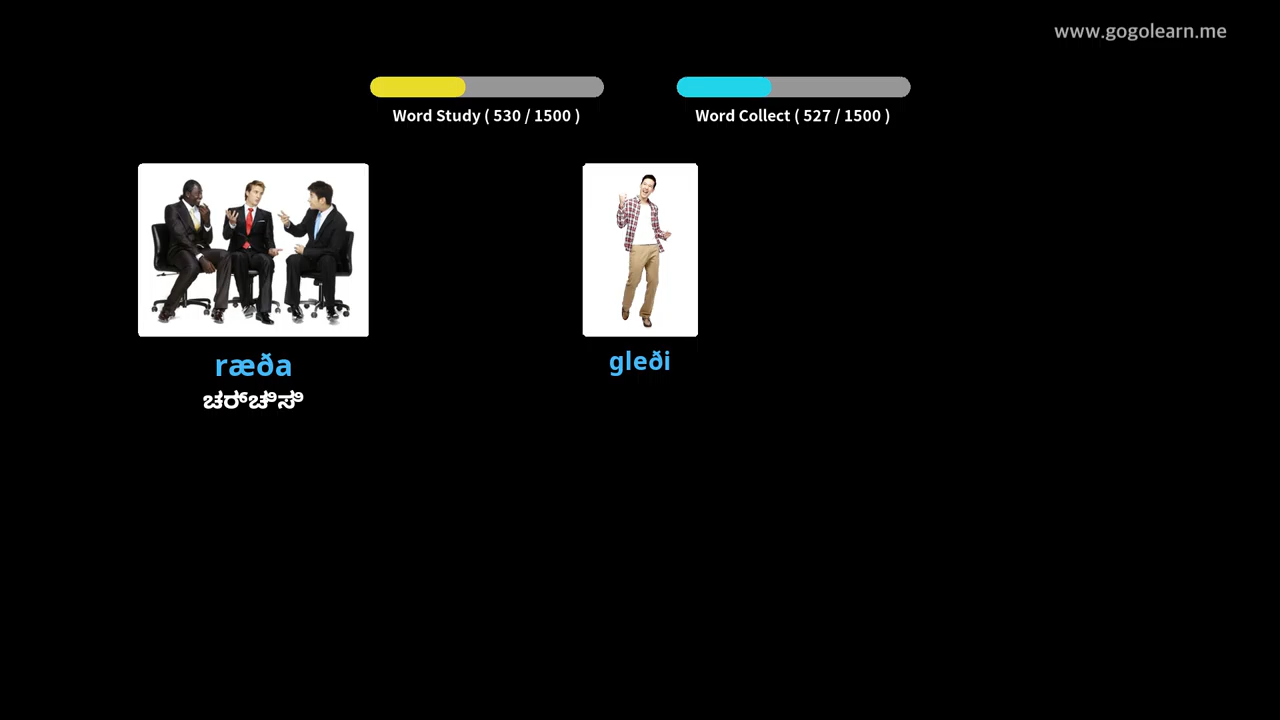 www.gogolearn.me
Word Study ( 530 / 1500 )
Word Collect ( 527 / 1500 )
ræða
ಚರ್ಚಿಸಿ
gleði